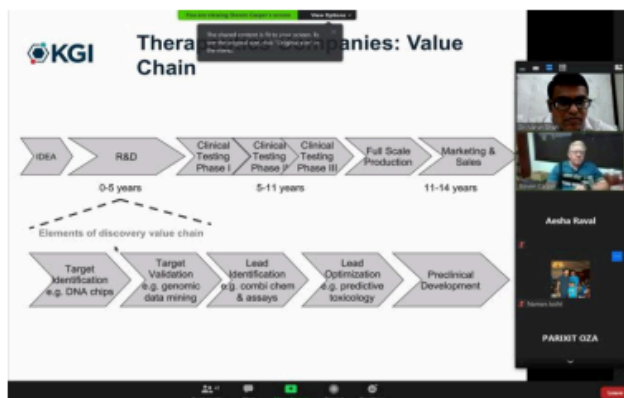 You are viewing Steven Casper's screen
View Options
KGI
Therapeutics Companies: Value
Chain
IDEA
R&D
Clinical
Testing
Phase I
Clinical
Testing
Phase II
Clinical
Testing
Phase III
Full Scale
Production
Marketing &
Sales
0-5 years
5-11 years
11-14 years
Elements of discovery value chain
Target
Identification
e.g. DNA chips
Target
Validation
e.g. genomic
data mining
Lead
Identification
e.g. combi chem
& assays
Lead
Optimization
e.g. predictive
toxicology
Preclinical
Development
Aesha Raval
PARIXIT OZA